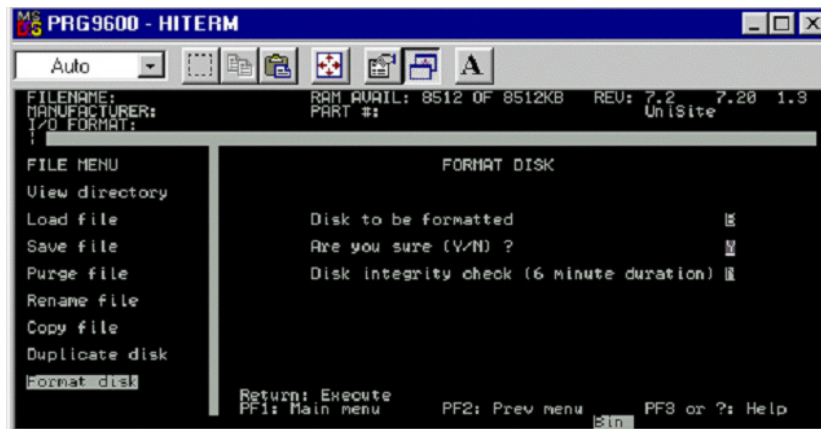 PRG9600 - HITERM
Auto
A
FILENAME: RAM AVAIL: 8512 OF 8512KB REV: 7.2 7.20 1.3
MANUFACTURER: PART #: UniSite
I/O FORMAT:
FILE MENU FORMAT DISK
View directory
Load file Disk to be formatted
Save file Are you sure (Y/N) ? Y
Purge file Disk integrity check (6 minute duration)
Rename file
Copy file
Duplicate disk
Format disk
Return: Execute
PF1: Main menu PF2: Prev menu PF3 or ?: Help
Bin